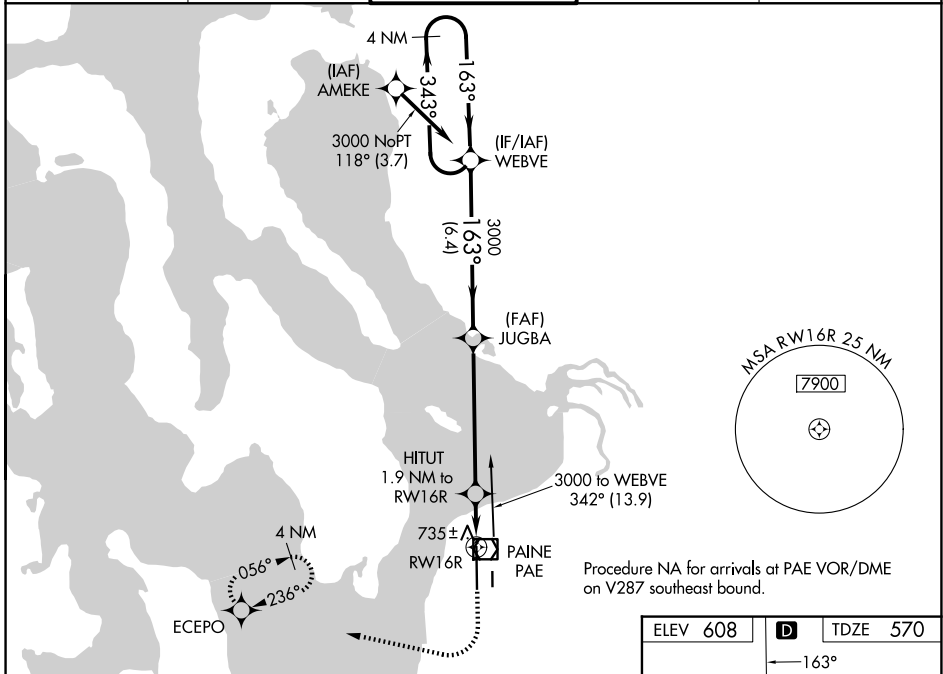 4 NM
(IAF)
AMEKE
343°
163°
3000 NoPT
118° (3.7)
(IF/IAF)
WEBVE
3000
163°
(6.4)
(FAF)
JUGBA
MSA RW16R 25 NM
7900
HITUT
1.9 NM to
RW16R
3000 to WEBVE
342° (13.9)
735±
RW16R
PAINE
PAE
4 NM
056°
236°
ECEPO
Procedure NA for arrivals at PAE VOR/DME
on V287 southeast bound.
ELEV 608 D TDZE 570
163°